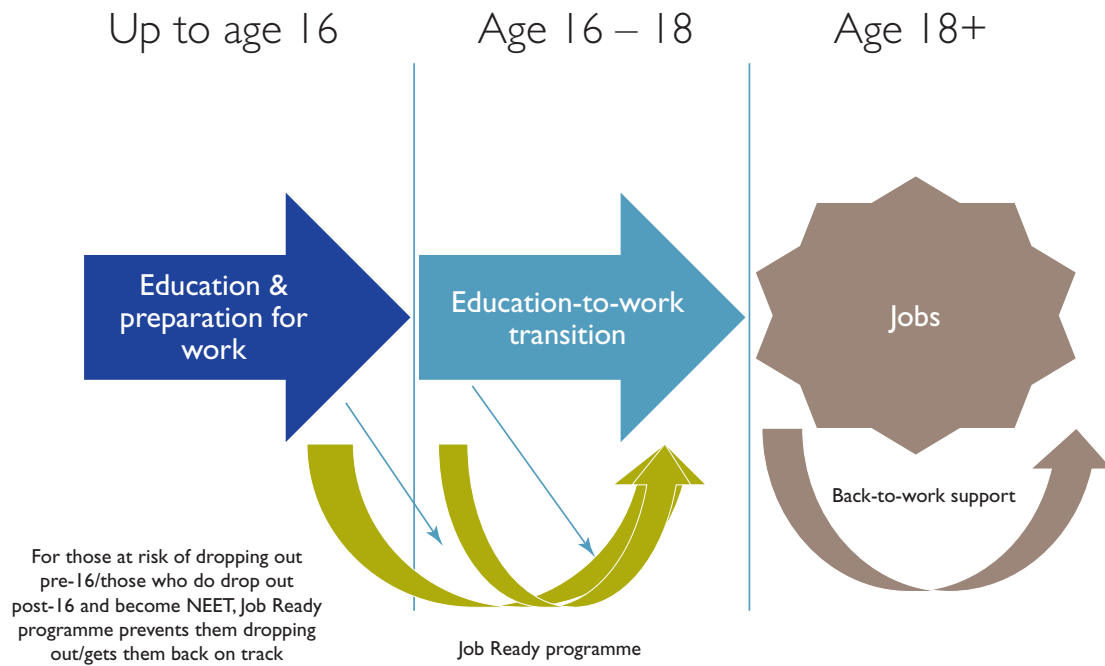 Up to age 16
Age 16 – 18
Age 18+
Education &
preparation for
work
Education-to-work
transition
Jobs
Back-to-work support
For those at risk of dropping out
pre-16/those who do drop out
post-16 and become NEET, Job Ready
programme prevents them dropping
out/gets them back on track
Job Ready programme